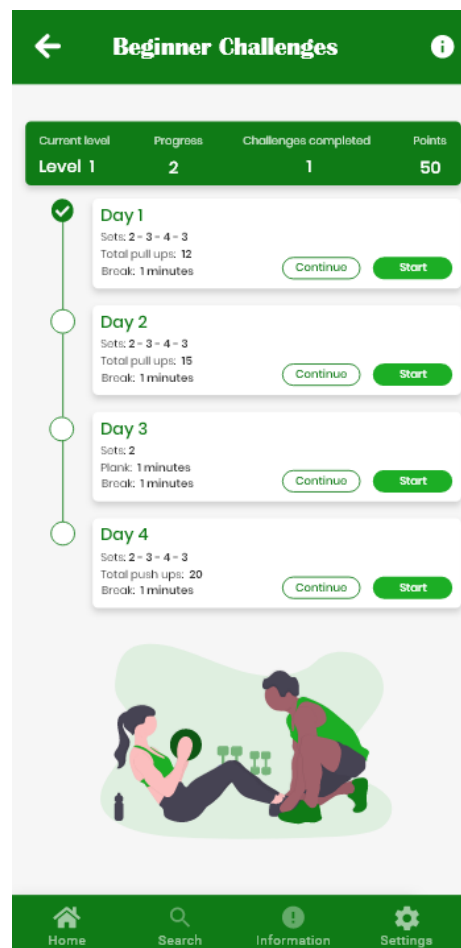 Beginner Challenges
Current level Progress Challenges completed Points
Level 1 2 1 50
Day 1
Sets: 2 - 3 - 4 - 3
Total pull ups: 12
Break: 1 minutes Continue Start
Day 2
Sets: 2 - 3 - 4 - 3
Total pull ups: 15
Break: 1 minutes Continue Start
Day 3
Sets: 2
Plank: 1 minutes
Break: 1 minutes Continue Start
Day 4
Sets: 2 - 3 - 4 - 3
Total push ups: 20
Break: 1 minutes Continue Start
Home Search Information Settings